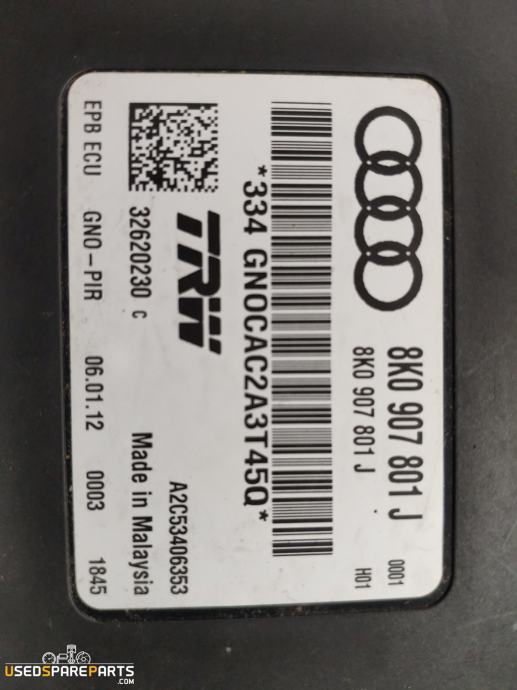 8K0 907 801 J 0001
8K0 907 801 J H01
*334 GNOCAC2A3T45Q*
TRW
A2C53406353
32620230 C Made in Malaysia
EPB ECU GNO-PIR 06.01.12 0003 1845
USEDSPAREPARTS
.COM